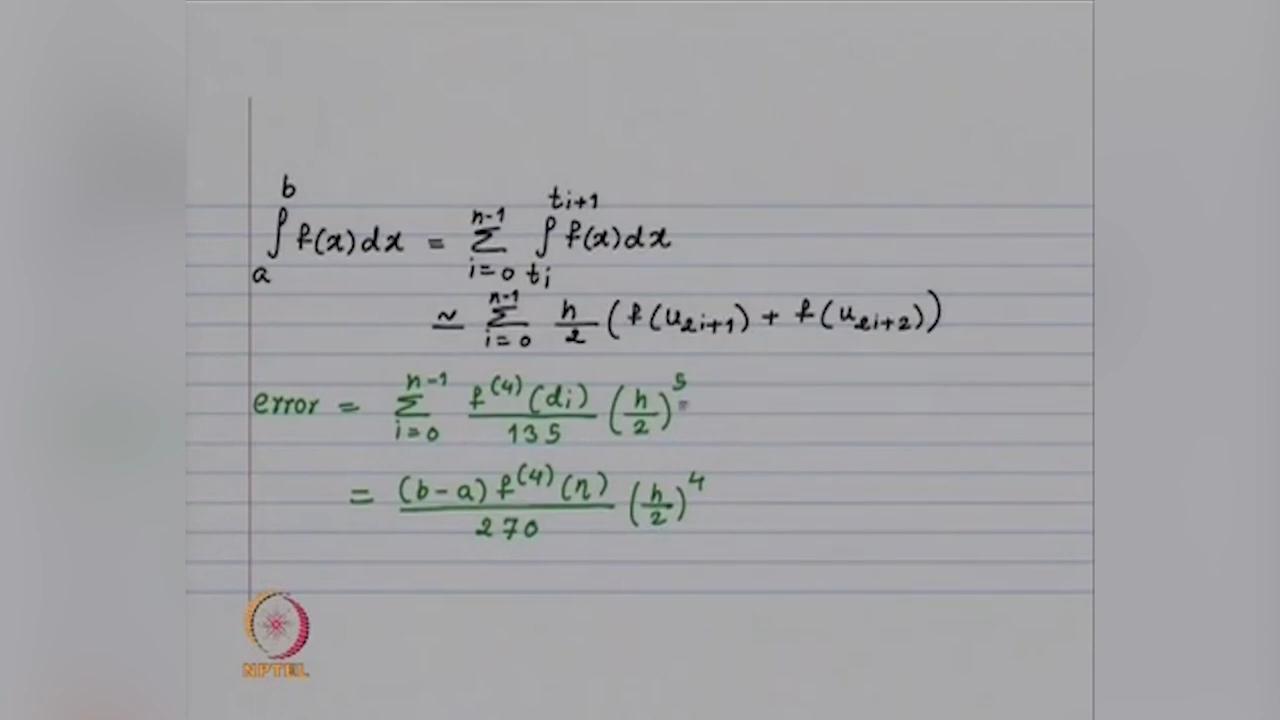 ∫_a^b f(x)dx = Σ_{i=0}^{n-1} ∫_{t_i}^{t_{i+1}} f(x)dx
≃ Σ_{i=0}^{n-1} h/2 (f(u_{2i+1}) + f(u_{2i+2}))
error = Σ_{i=0}^{n-1} f^{(4)}(d_i)/135 (h/2)^5
= (b-a) f^{(4)}(η)/270 (h/2)^4
NPTEL